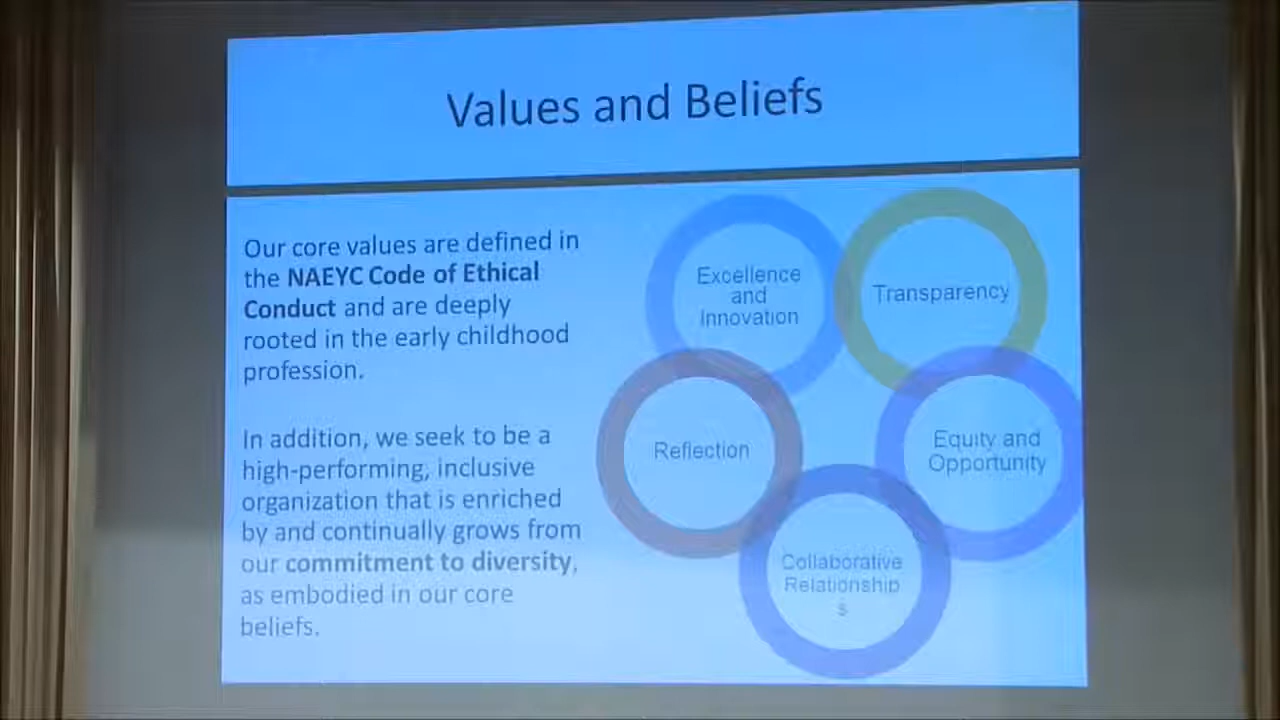 Values and Beliefs
Our core values are defined in
the NAEYC Code of Ethical
Conduct and are deeply
rooted in the early childhood
profession.
In addition, we seek to be a
high-performing, inclusive
organization that is enriched
by and continually grows from
our commitment to diversity,
as embodied in our core
beliefs.
Excellence
and
Innovation
Transparency
Equity and
Opportunity
Collaborative
Relationship
s
Reflection